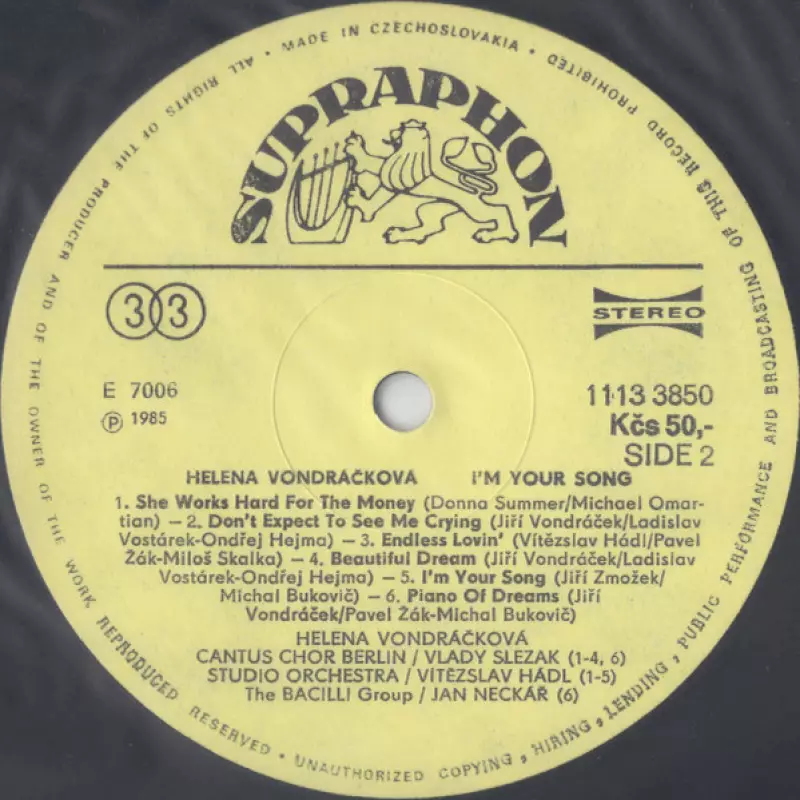 MADE IN CZECHOSLOVAKIA • ALL RIGHTS OF THE PRODUCER AND OF THE OWNER OF THE WORK REPRODUCED RESERVED • UNAUTHORIZED COPYING, HIRING, LENDING, PUBLIC PERFORMANCE AND BROADCASTING OF THIS RECORD PROHIBITED •
SUPRAPHON
33
STEREO
E 7006
1113 3850
℗ 1985
Kčs 50,-
SIDE 2
HELENA VONDRÁČKOVÁ I'M YOUR SONG
1. She Works Hard For The Money (Donna Summer/Michael Omar-
tian) – 2. Don't Expect To See Me Crying (Jiří Vondráček/Ladislav
Vostárek-Ondřej Hejma) – 3. Endless Lovin' (Vítězslav Hádl/Pavel
Žák-Miloš Skalka) – 4. Beautiful Dream (Jiří Vondráček/Ladislav
Vostárek-Ondřej Hejma) – 5. I'm Your Song (Jiří Zmožek/
Michal Bukovič) – 6. Piano Of Dreams (Jiří
Vondráček/Pavel Žák-Michal Bukovič)
HELENA VONDRÁČKOVÁ
CANTUS CHOR BERLIN / VLADY SLEZAK (1-4, 6)
STUDIO ORCHESTRA / VÍTĚZSLAV HÁDL (1-5)
The BACILLI Group / JAN NECKÁŘ (6)